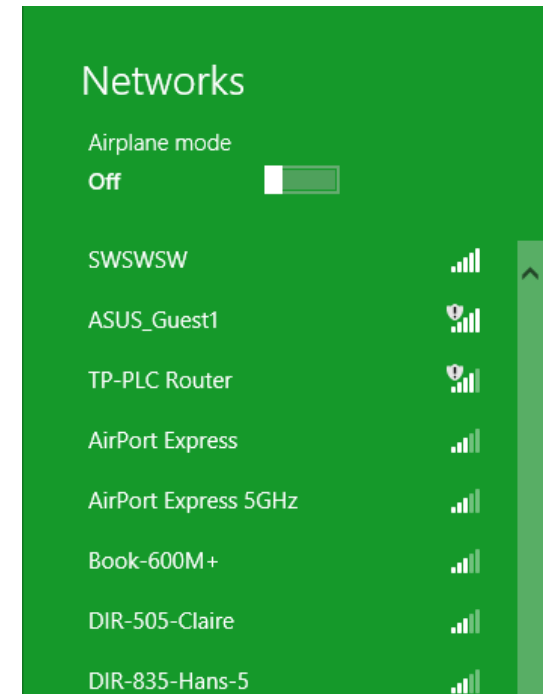 Networks
Airplane mode
Off
SWSWSW
ASUS_Guest1
TP-PLC Router
AirPort Express
AirPort Express 5GHz
Book-600M+
DIR-505-Claire
DIR-835-Hans-5